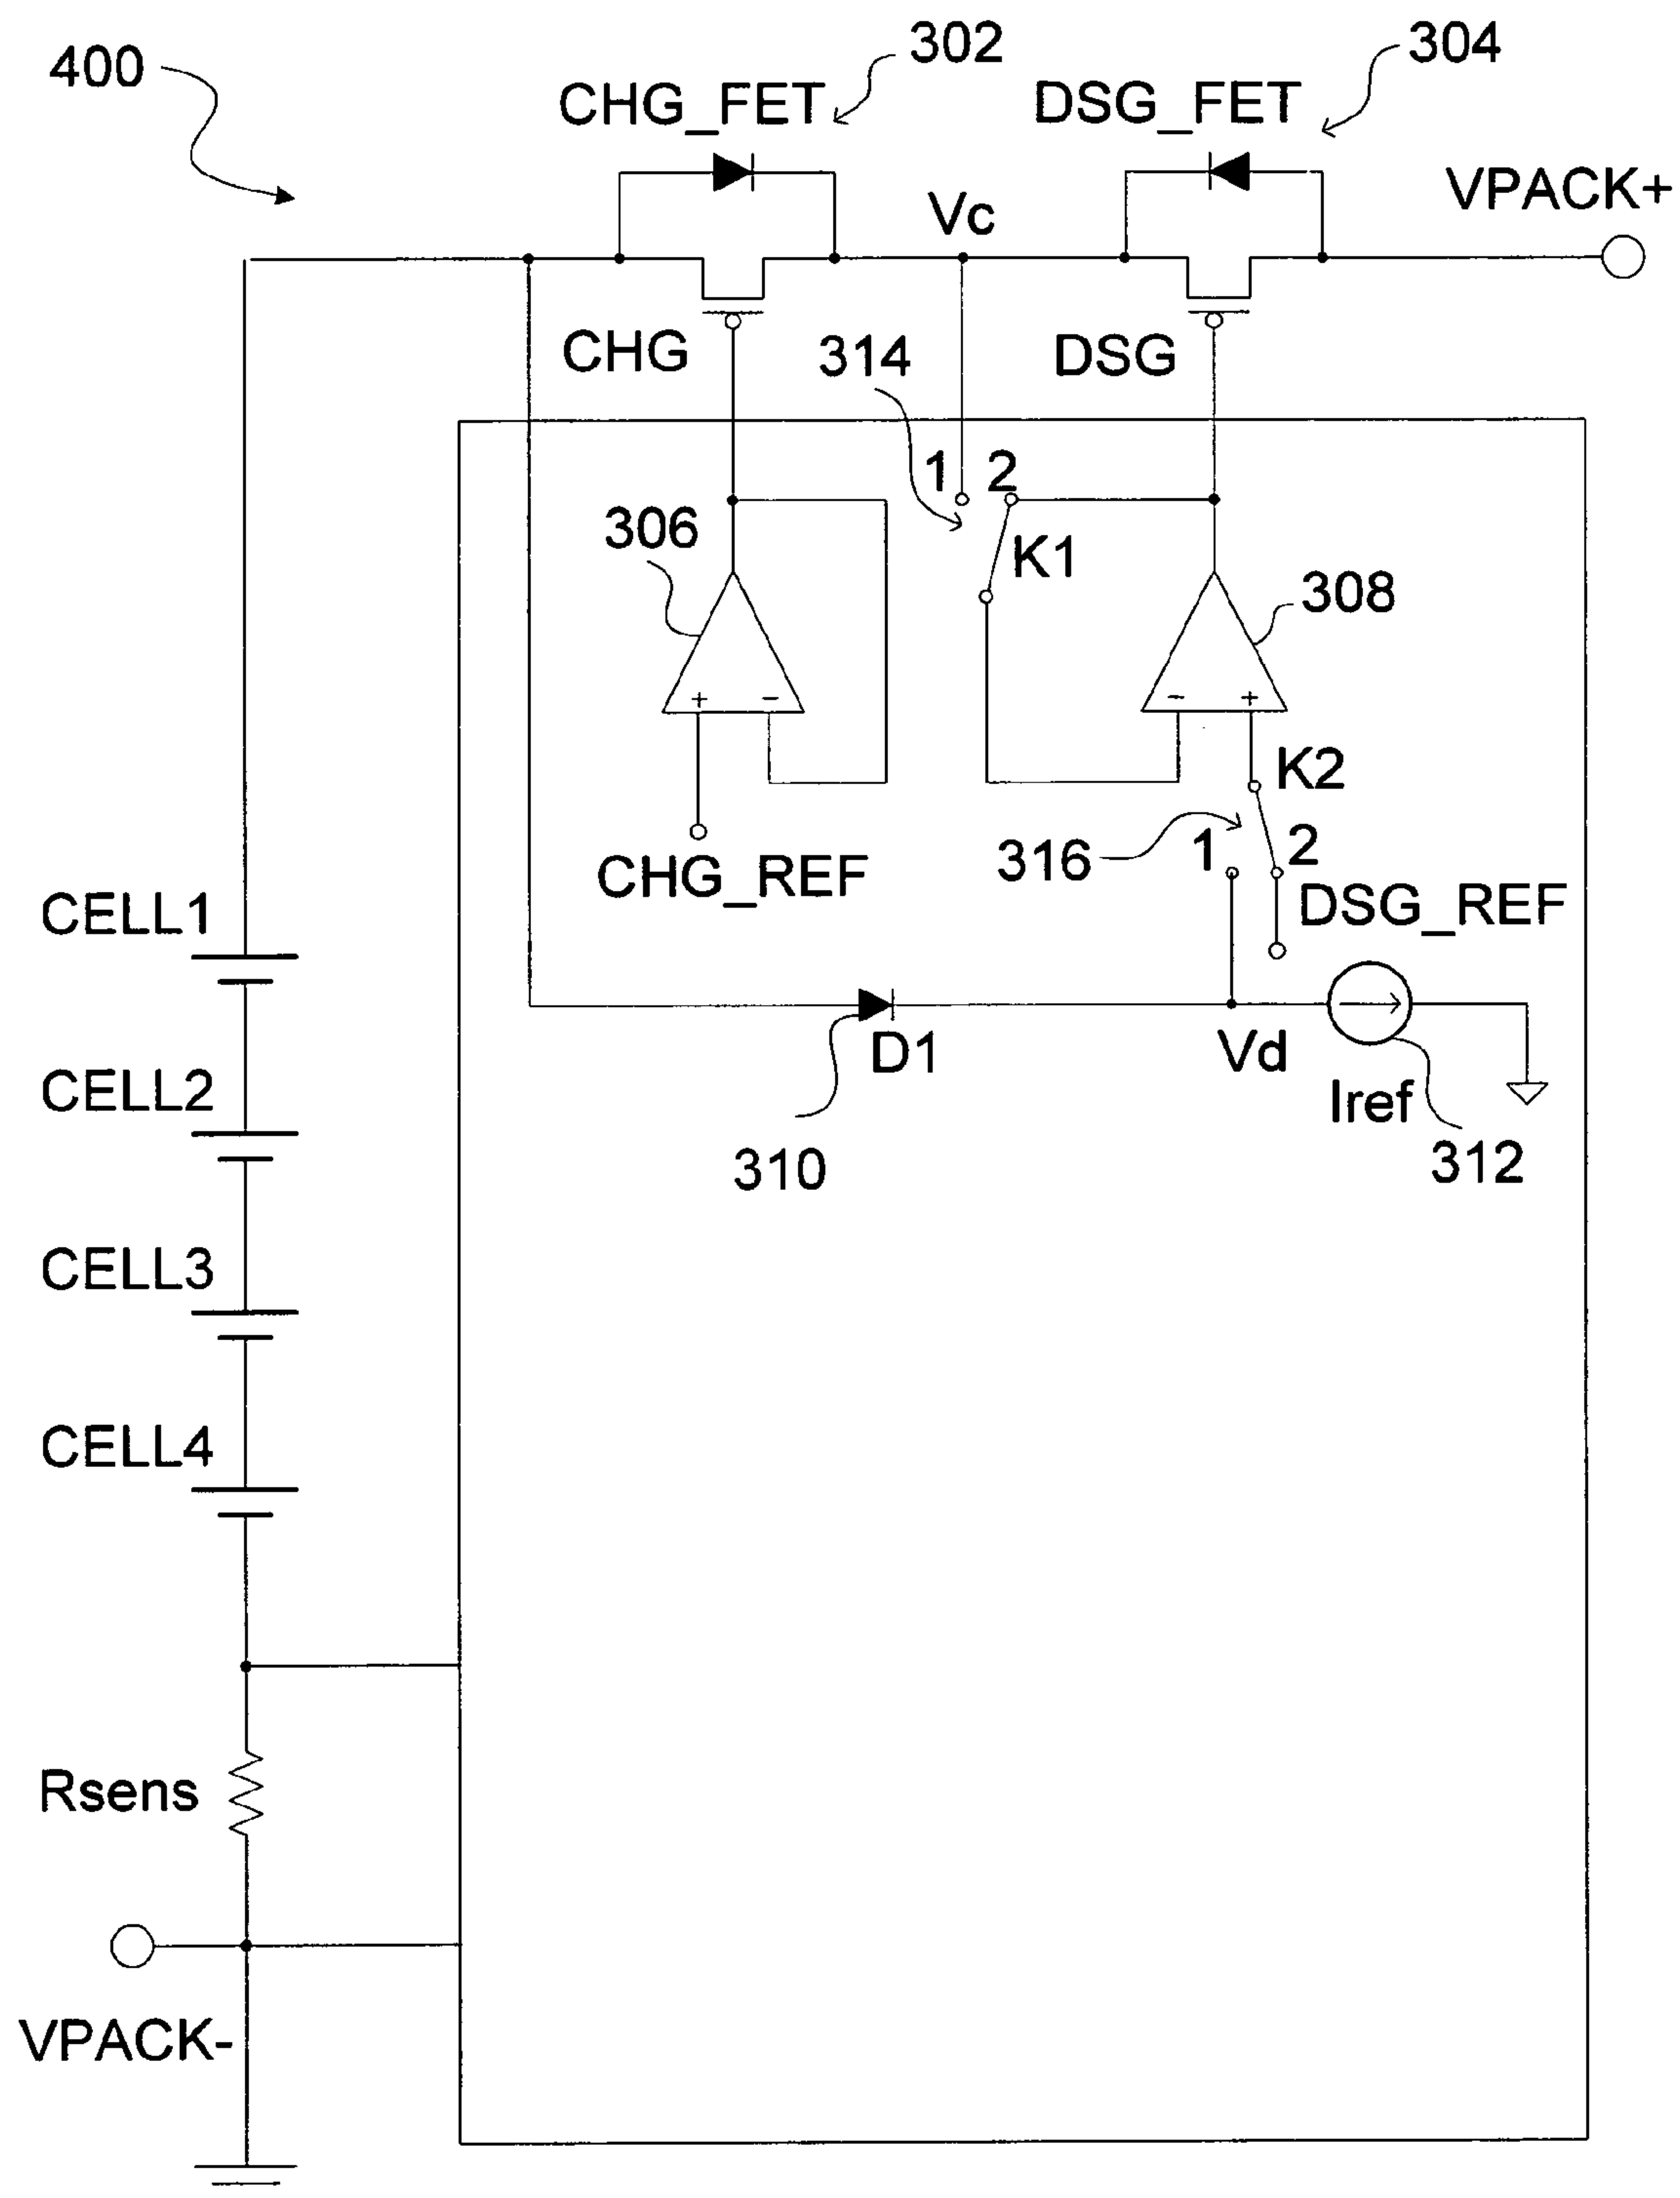 400
302
304
CHG_FET
DSG_FET
VPACK+
Vc
CHG
314
DSG
1
2
306
K1
308
+
-
-
+
K2
316
1
2
CHG_REF
DSG_REF
CELL1
D1
Vd
Iref
CELL2
310
312
CELL3
CELL4
Rsens
VPACK-